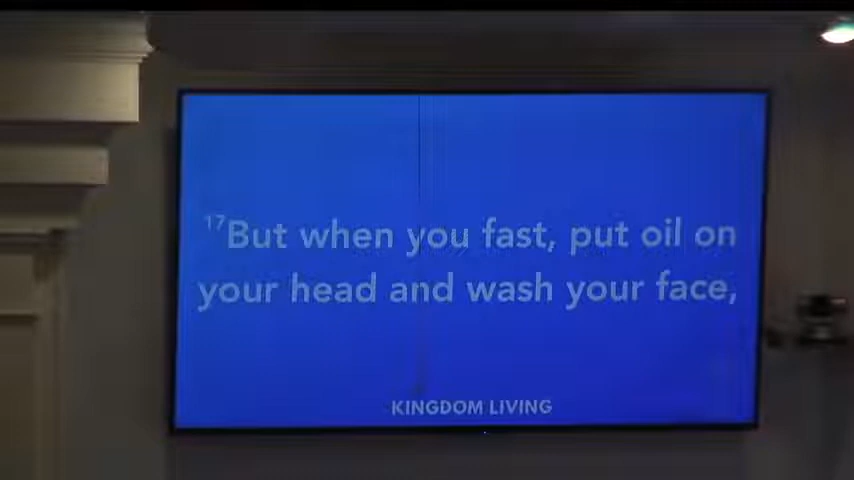 17But when you fast, put oil on
your head and wash your face,
KINGDOM LIVING